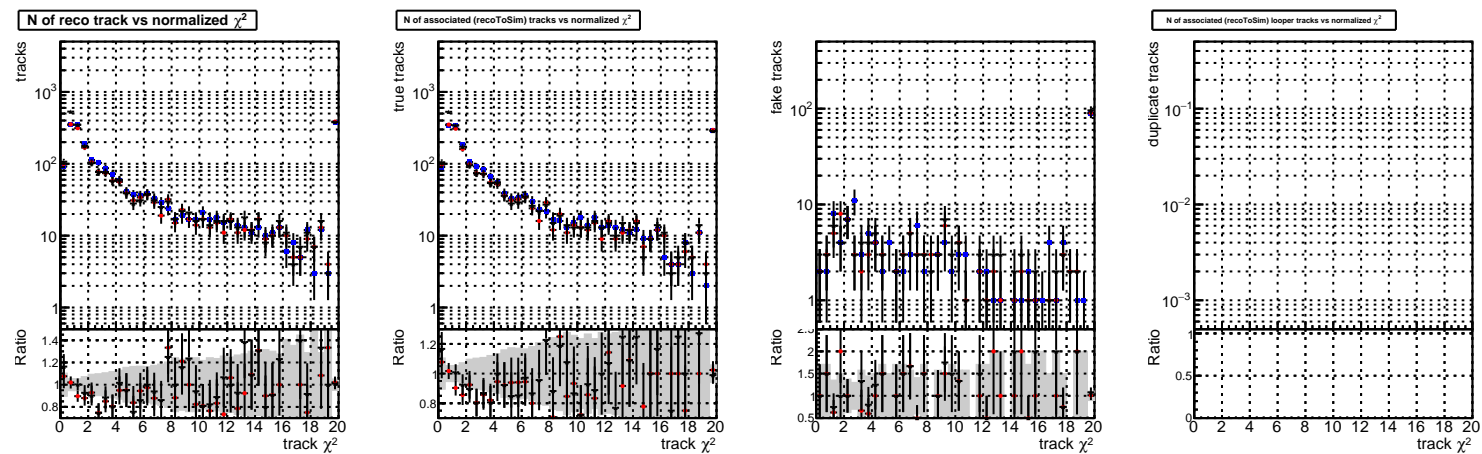 N of reco track vs normalized χ²
tracks
10³
10²
10
1
Ratio
1.4
1.2
1
0.8
0 2 4 6 8 10 12 14 16 18 20
track χ²
N of associated (recoToSim) tracks vs normalized χ²
true tracks
10³
10²
10
1
Ratio
1.2
1
0.8
0 2 4 6 8 10 12 14 16 18 20
track χ²
fake tracks
10²
10
1
Ratio
2.5
2
1.5
1
0.5
0 2 4 6 8 10 12 14 16 18 20
track χ²
N of associated (recoToSim) looper tracks vs normalized χ²
duplicate tracks
10⁻¹
10⁻²
10⁻³
Ratio
1
0.5
0
0 2 4 6 8 10 12 14 16 18 20
track χ²